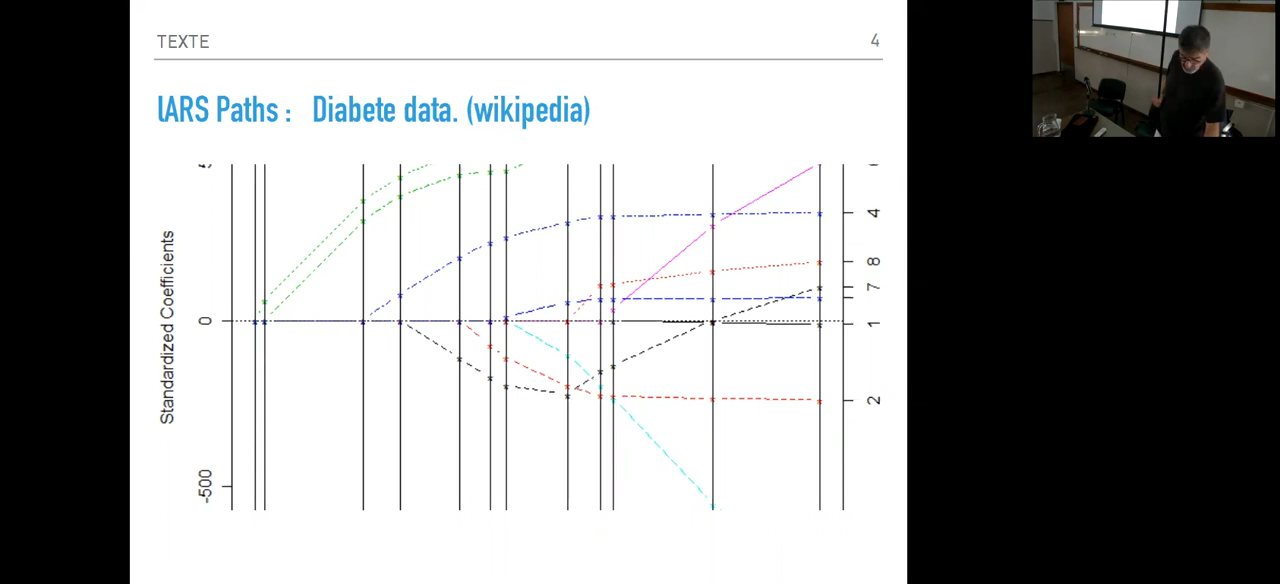 TEXTE
4
LARS Paths : Diabete data. (wikipedia)
Standardized Coefficients
0
-500
4
8
7
1
2